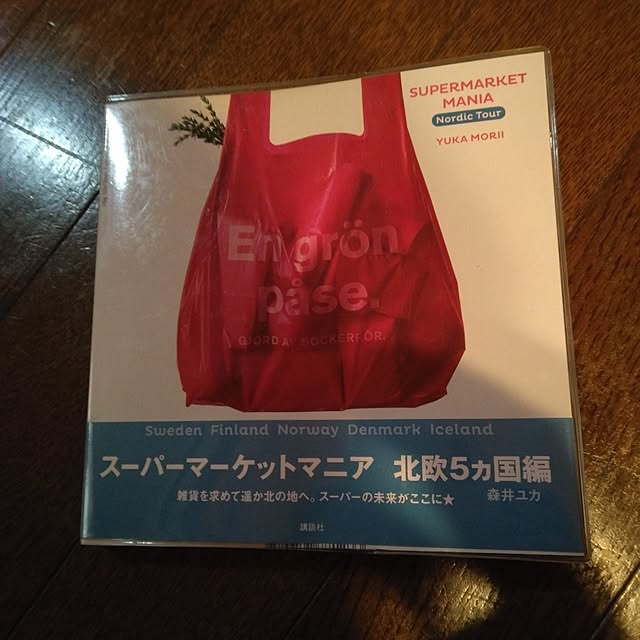 SUPERMARKET
MANIA
Nordic Tour
YUKA MORII
En grön
påse.
GJORD AV SOCKERRÖR.
Sweden Finland Norway Denmark Iceland
スーパーマーケットマニア 北欧5ヵ国編
雑貨を求めて遥か北の地へ。スーパーの未来がここに★ 森井ユカ
講談社